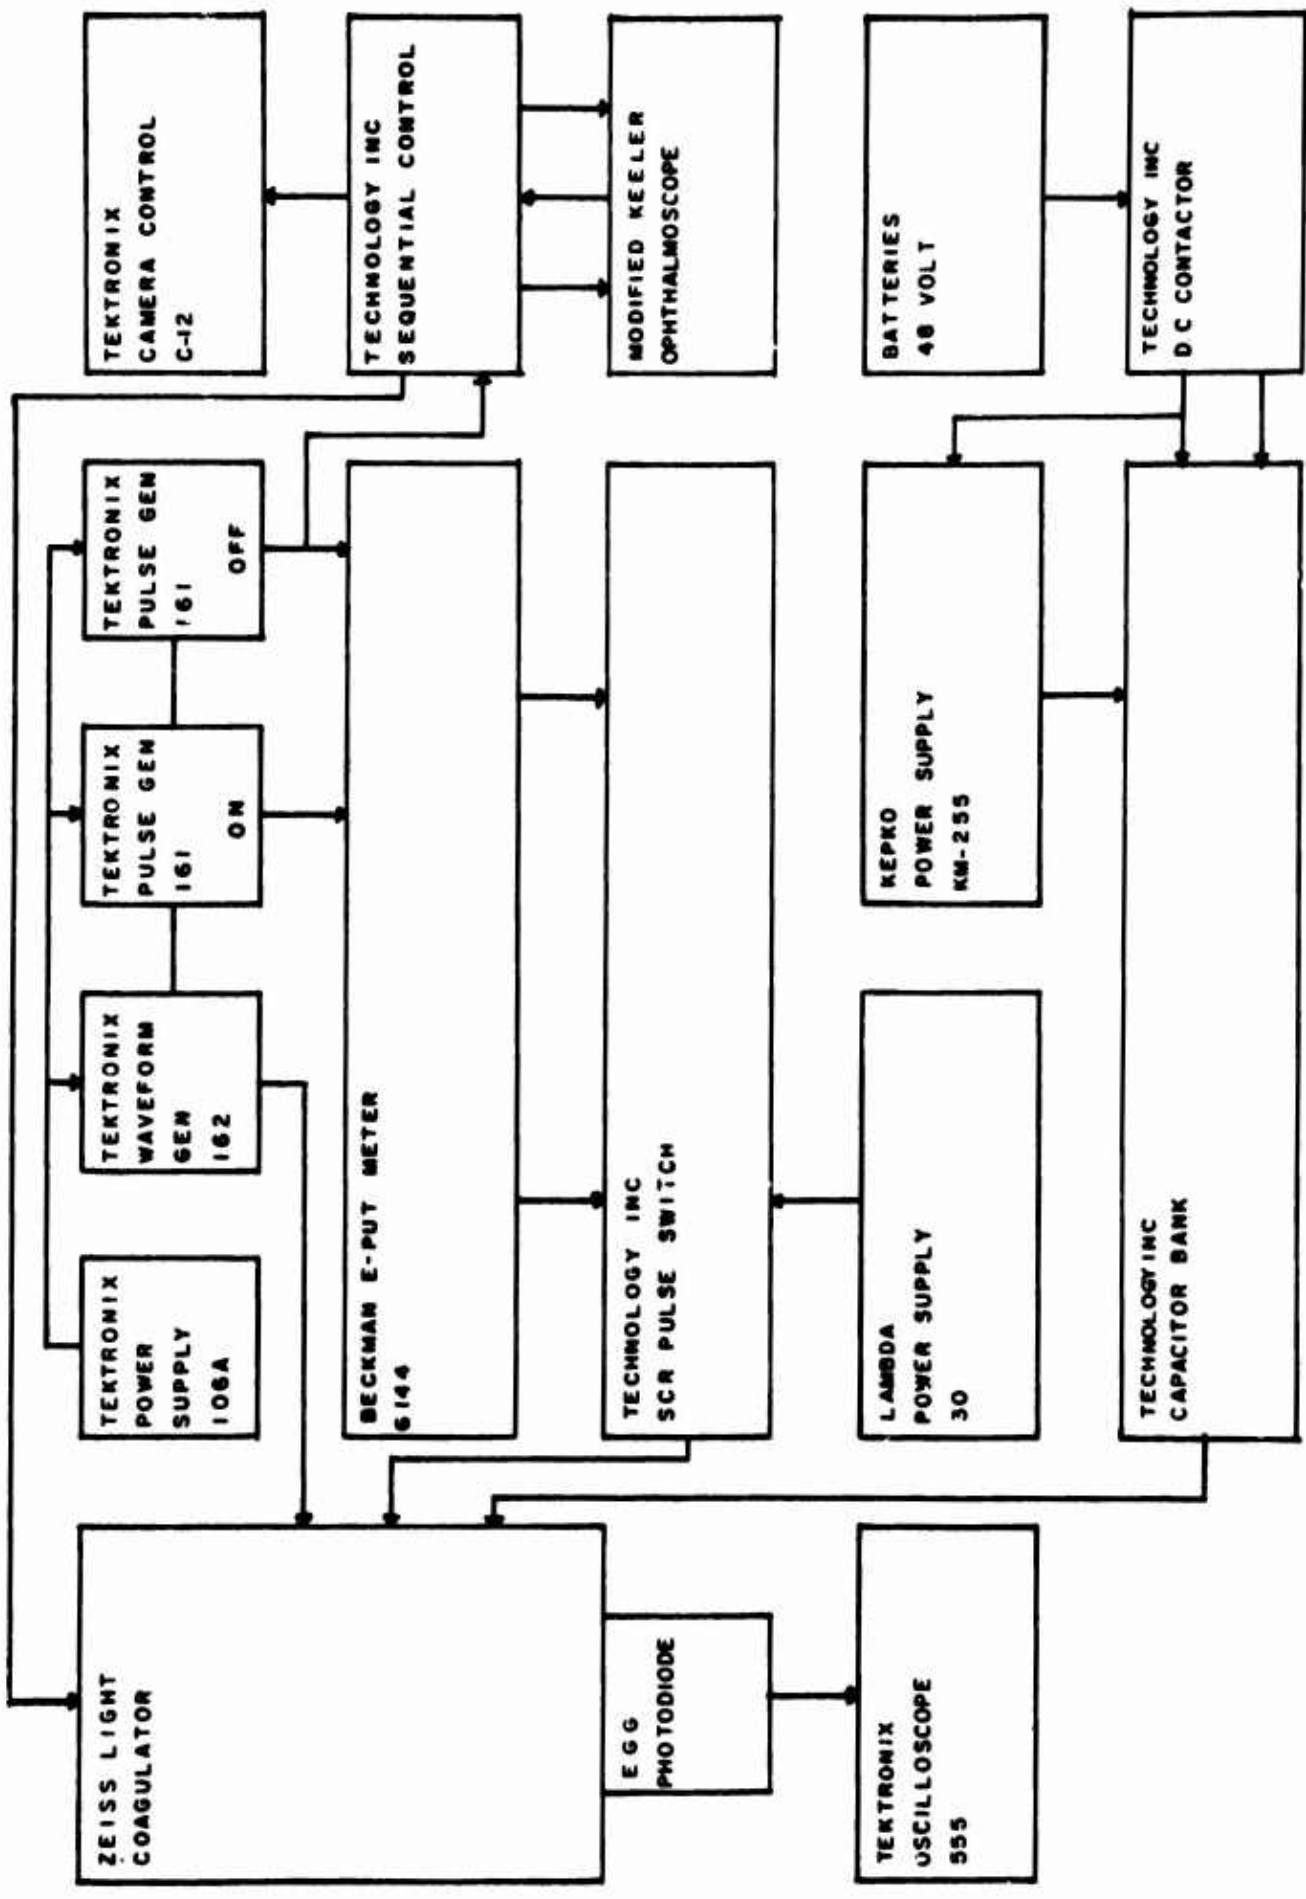 ZEISS LIGHT
COAGULATOR
EGG
PHOTODIODE
TEKTRONIX
OSCILLOSCOPE
555
TEKTRONIX
POWER
SUPPLY
106A
TEKTRONIX
WAVEFORM
GEN
162
TEKTRONIX
PULSE GEN
161
ON
TEKTRONIX
PULSE GEN
161
OFF
BECKMAN E-PUT METER
6144
TECHNOLOGY INC
SCR PULSE SWITCH
LAMBDA
POWER SUPPLY
30
KEPKO
POWER SUPPLY
KM-255
TECHNOLOGY INC
CAPACITOR BANK
TEKTRONIX
CAMERA CONTROL
C-12
TECHNOLOGY INC
SEQUENTIAL CONTROL
MODIFIED KEELER
OPHTHALMOSCOPE
BATTERIES
48 VOLT
TECHNOLOGY INC
DC CONTACTOR